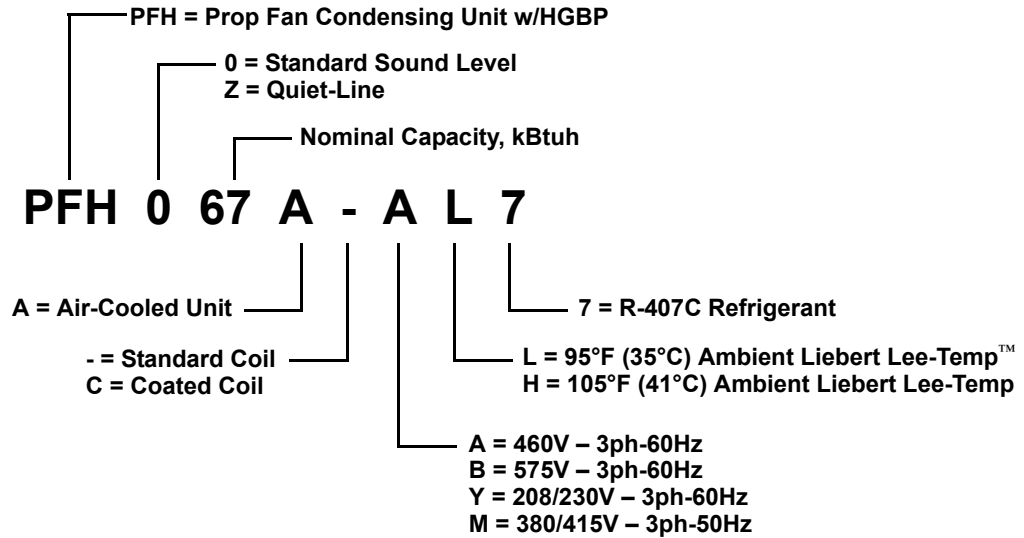 PFH = Prop Fan Condensing Unit w/HGBP
0 = Standard Sound Level
Z = Quiet-Line
Nominal Capacity, kBtuh
PFH 0 67 A - A L 7
A = Air-Cooled Unit
7 = R-407C Refrigerant
- = Standard Coil
C = Coated Coil
L = 95°F (35°C) Ambient Liebert Lee-Temp™
H = 105°F (41°C) Ambient Liebert Lee-Temp
A = 460V – 3ph-60Hz
B = 575V – 3ph-60Hz
Y = 208/230V – 3ph-60Hz
M = 380/415V – 3ph-50Hz